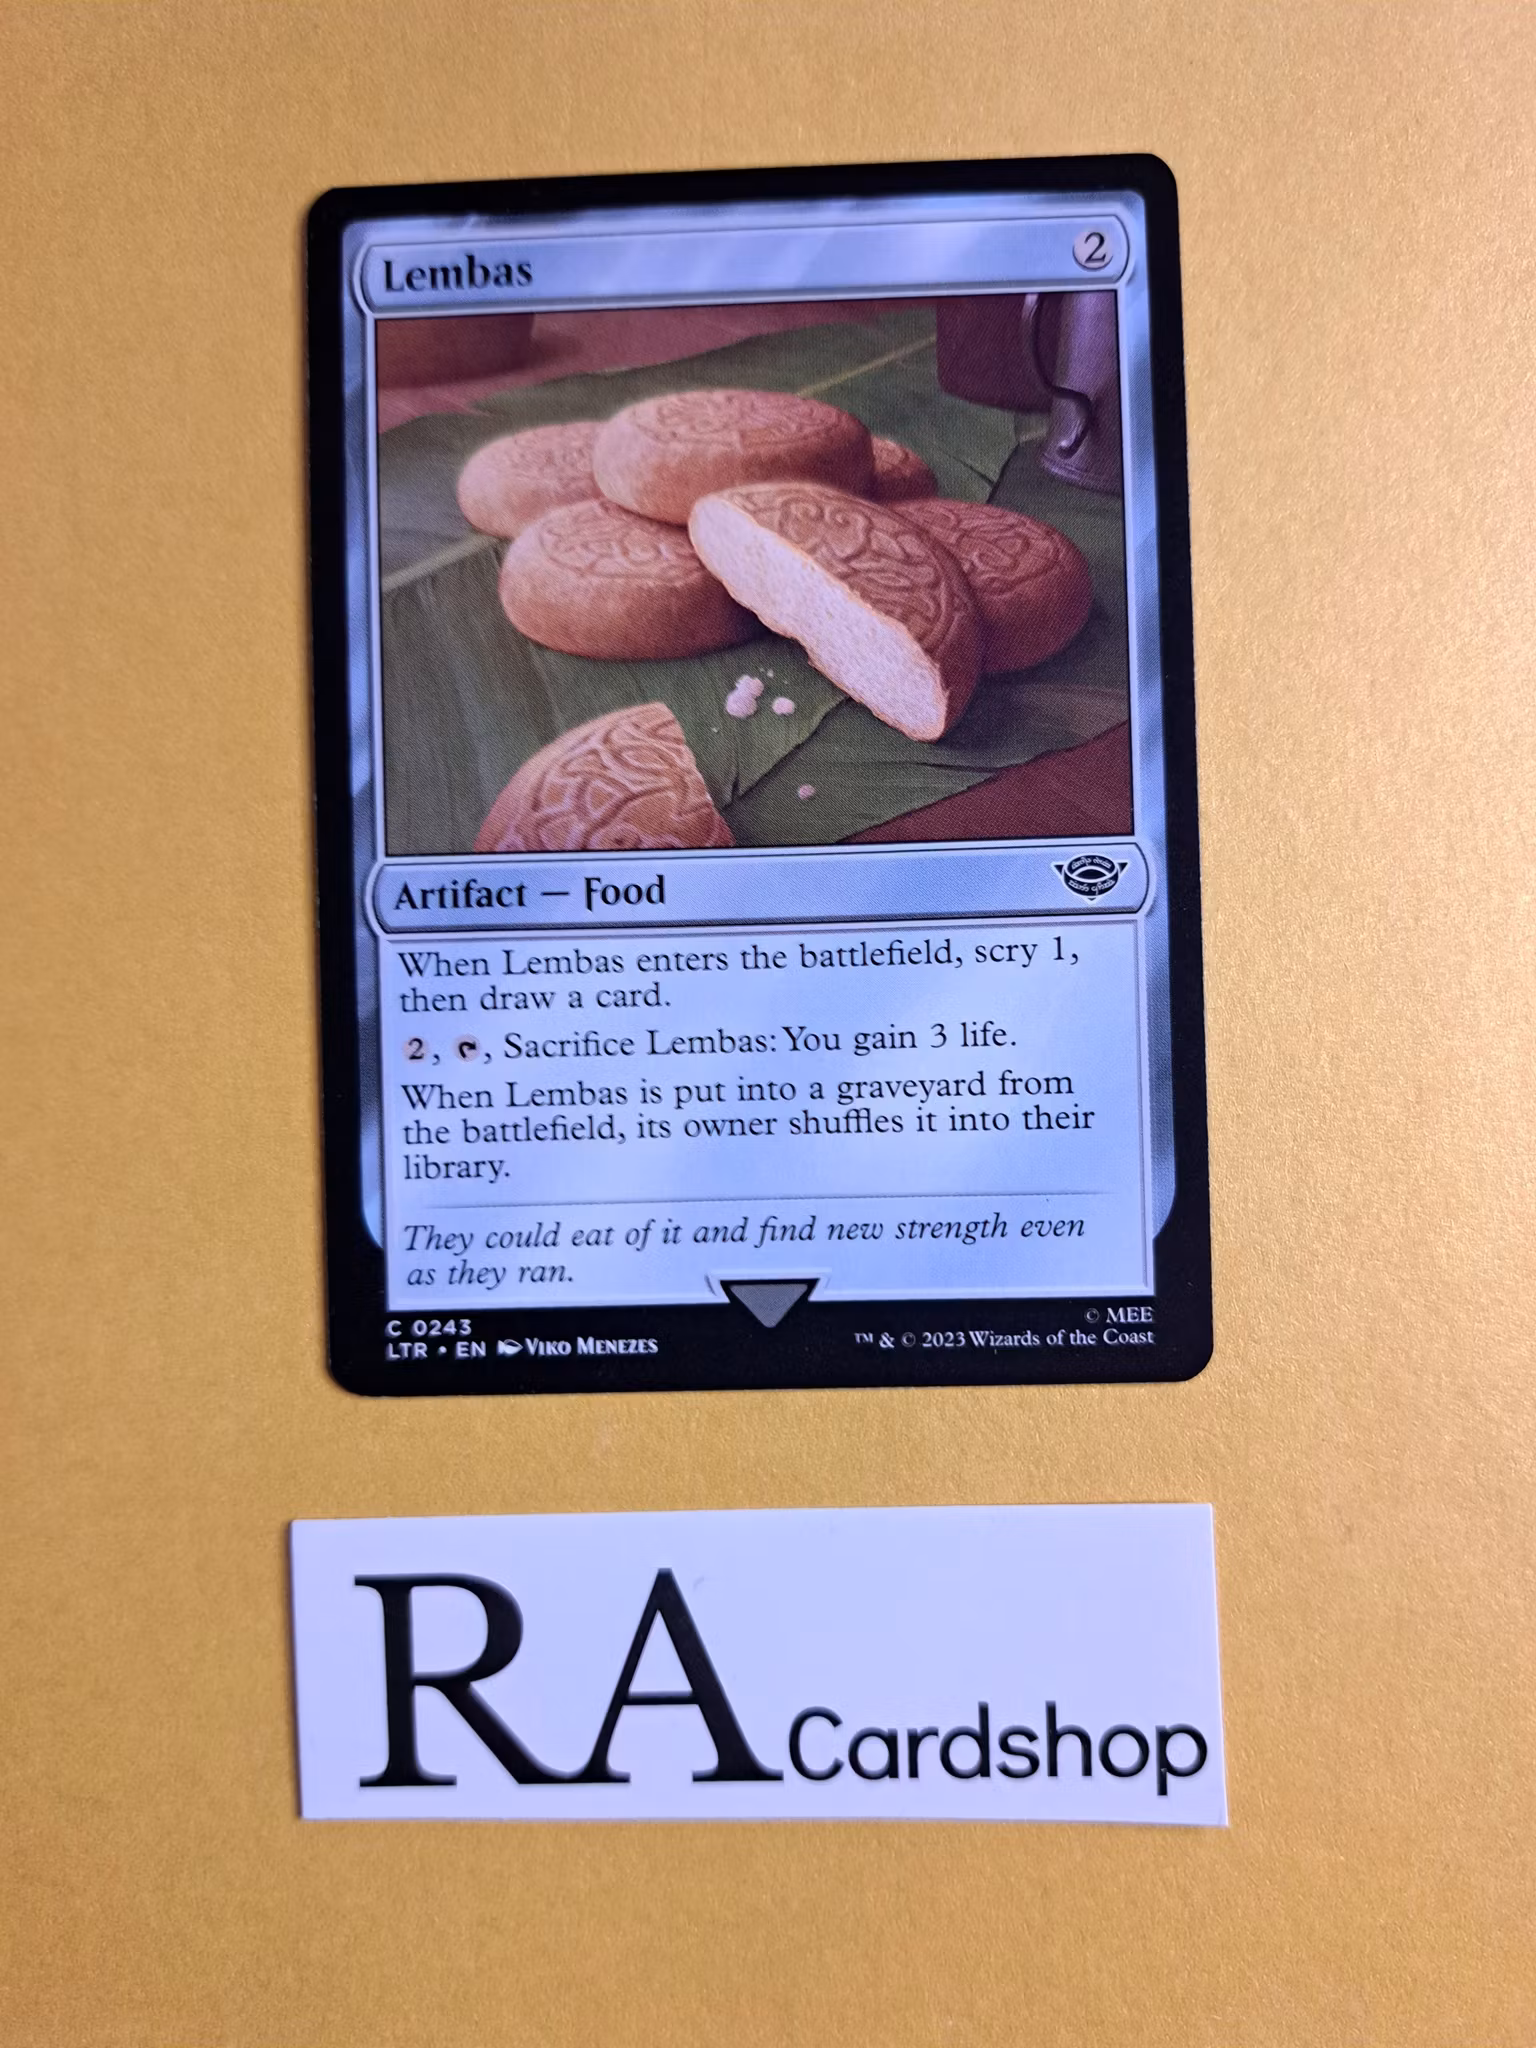 Lembas 2
Artifact — Food
When Lembas enters the battlefield, scry 1,
then draw a card.
2, , Sacrifice Lembas: You gain 3 life.
When Lembas is put into a graveyard from
the battlefield, its owner shuffles it into their
library.
They could eat of it and find new strength even
as they ran.
C 0243
LTR • EN VIKO MENEZES
© MEE
™ & © 2023 Wizards of the Coast
RA Cardshop